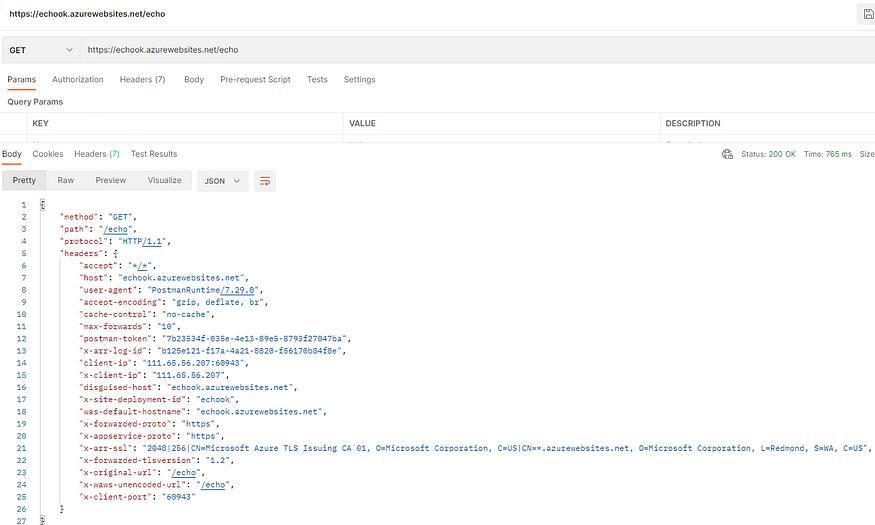 https://echook.azurewebsites.net/echo
GET https://echook.azurewebsites.net/echo
Params Authorization Headers (7) Body Pre-request Script Tests Settings
Query Params
KEY VALUE DESCRIPTION
Body Cookies Headers (7) Test Results Status: 200 OK Time: 765 ms Size
Pretty Raw Preview Visualize JSON
1 {
2 "method": "GET",
3 "path": "/echo",
4 "protocol": "HTTP/1.1",
5 "headers": {
6 "accept": "*/*",
7 "host": "echook.azurewebsites.net",
8 "user-agent": "PostmanRuntime/7.29.0",
9 "accept-encoding": "gzip, deflate, br",
10 "cache-control": "no-cache",
11 "max-forwards": "10",
12 "postman-token": "7b23534f-035e-4e13-89e5-8793f27047ba",
13 "x-arr-log-id": "b125e121-f17a-4a21-8820-f56170b84f8e",
14 "client-ip": "111.65.56.207:60943",
15 "x-client-ip": "111.65.56.207",
16 "disguised-host": "echook.azurewebsites.net",
17 "x-site-deployment-id": "echook",
18 "was-default-hostname": "echook.azurewebsites.net",
19 "x-forwarded-proto": "https",
20 "x-appservice-proto": "https",
21 "x-arr-ssl": "2048|256|CN=Microsoft Azure TLS Issuing CA 01, O=Microsoft Corporation, C=US|CN=*.azurewebsites.net, O=Microsoft Corporation, L=Redmond, S=WA, C=US",
22 "x-forwarded-tlsversion": "1.2",
23 "x-original-url": "/echo",
24 "x-waws-unencoded-url": "/echo",
25 "x-client-port": "60943"
26 }
27 }